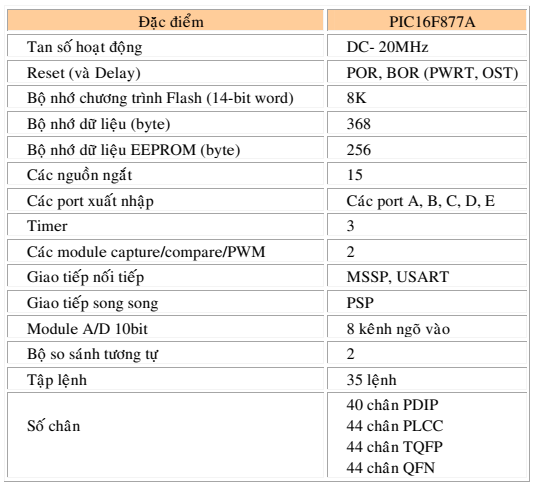 Đặc điểm PIC16F877A
Tan số hoạt động DC- 20MHz
Reset (và Delay) POR, BOR (PWRT, OST)
Bộ nhớ chương trình Flash (14-bit word) 8K
Bộ nhớ dữ liệu (byte) 368
Bộ nhớ dữ liệu EEPROM (byte) 256
Các nguồn ngắt 15
Các port xuất nhập Các port A, B, C, D, E
Timer 3
Các module capture/compare/PWM 2
Giao tiếp nối tiếp MSSP, USART
Giao tiếp song song PSP
Module A/D 10bit 8 kênh ngõ vào
Bộ so sánh tương tự 2
Tập lệnh 35 lệnh
Số chân
40 chân PDIP
44 chân PLCC
44 chân TQFP
44 chân QFN